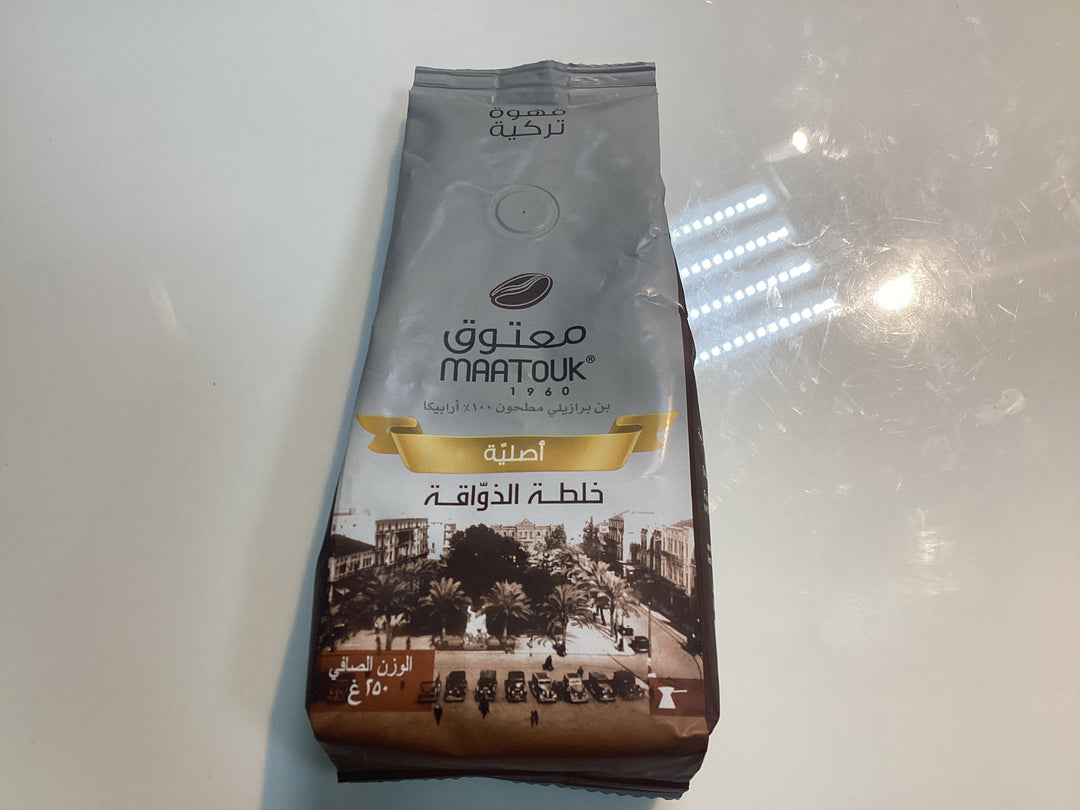 قهوة
تركية
معتوق
MAATOUK®
1960
بن برازيلي مطحون ١٠٠٪ أرابيكا
أصليّة
خلطة الذوّاقة
الوزن الصافي
٢٥٠ غ